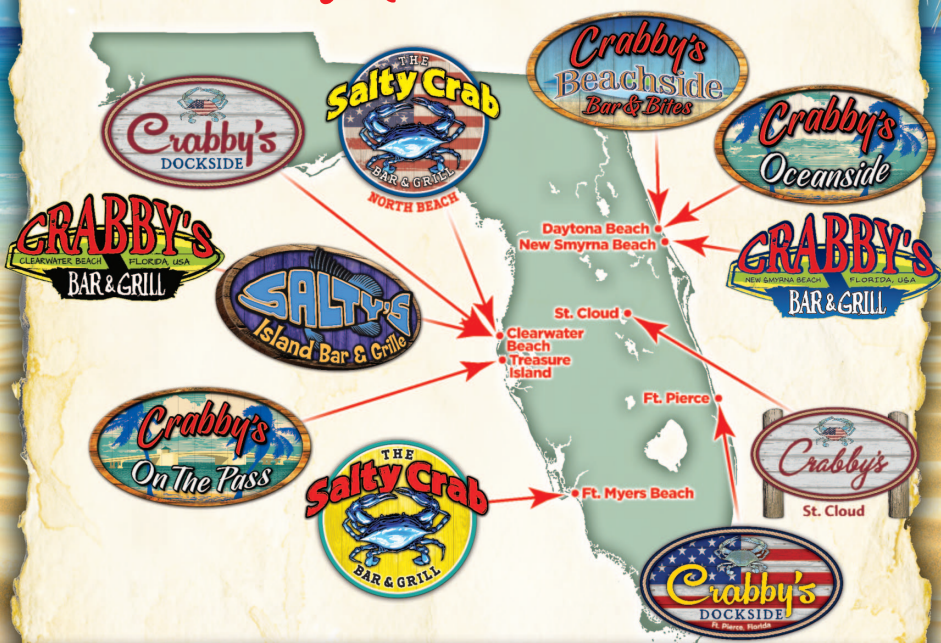 Crabby's
DOCKSIDE
THE
Salty Crab
BAR & GRILL
NORTH BEACH
Crabby's
Beachside
Bar & Bites
Crabby's
Oceanside
CRABBY'S
CLEARWATER BEACH FLORIDA, USA
BAR & GRILL
SALTY'S
Island Bar & Grille
Daytona Beach
New Smyrna Beach
CRABBY'S
NEW SMYRNA BEACH FLORIDA, USA
BAR & GRILL
St. Cloud
Clearwater
Beach
Treasure
Island
Ft. Pierce
Crabby's
On The Pass
THE
Salty Crab
BAR & GRILL
Ft. Myers Beach
Crabby's
St. Cloud
Crabby's
DOCKSIDE
Ft. Pierce, Florida